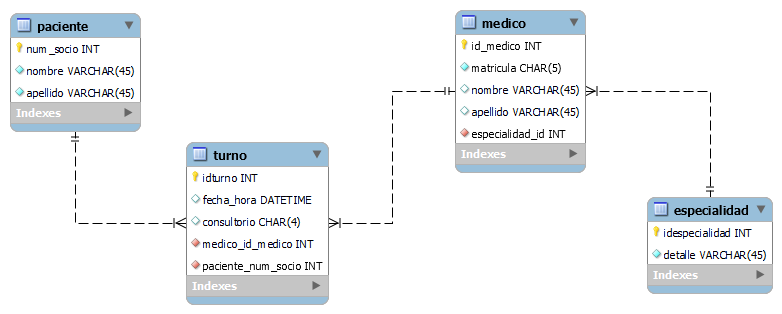 paciente
num_socio INT
nombre VARCHAR(45)
apellido VARCHAR(45)
Indexes
medico
id_medico INT
matricula CHAR(5)
nombre VARCHAR(45)
apellido VARCHAR(45)
especialidad_id INT
Indexes
turno
idturno INT
fecha_hora DATETIME
consultorio CHAR(4)
medico_id_medico INT
paciente_num_socio INT
Indexes
especialidad
idespecialidad INT
detalle VARCHAR(45)
Indexes